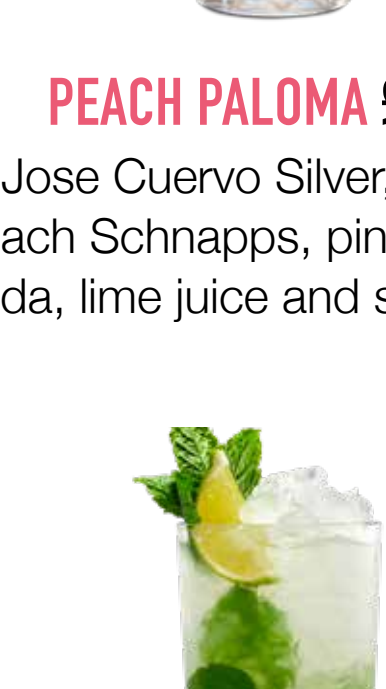 PEACH PALOMA
Jose Cuervo Silver,
ach Schnapps, pin
da, lime juice and s